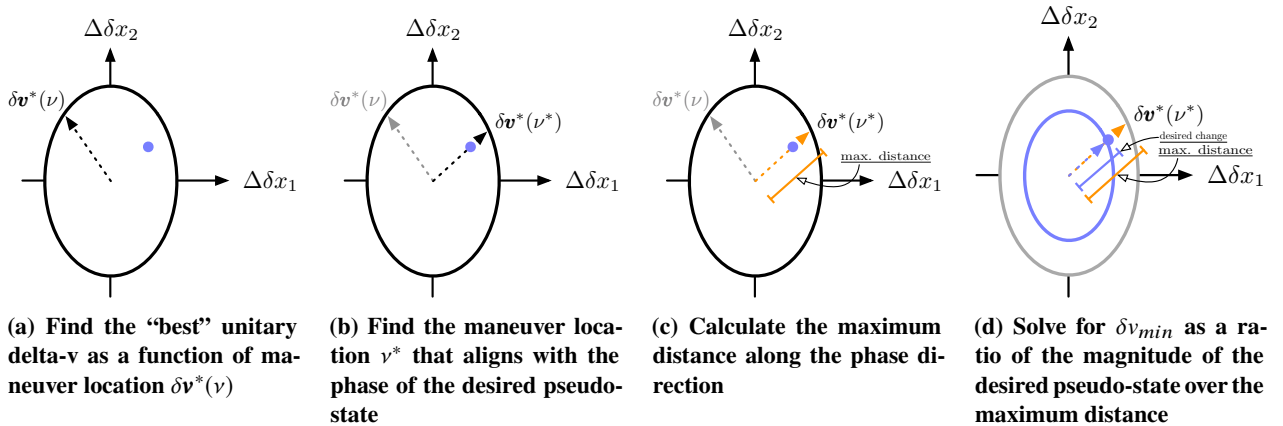 Δδx₂
δv*(ν)
Δδx₁
(a) Find the “best” unitary
delta-v as a function of ma-
neuver location δv*(ν)
Δδx₂
δv*(ν)
δv*(ν*)
Δδx₁
(b) Find the maneuver loca-
tion ν* that aligns with the
phase of the desired pseudo-
state
Δδx₂
δv*(ν)
δv*(ν*)
max. distance
Δδx₁
(c) Calculate the maximum
distance along the phase di-
rection
Δδx₂
δv*(ν*)
desired change
max. distance
Δδx₁
(d) Solve for δv_min as a ra-
tio of the magnitude of the
desired pseudo-state over the
maximum distance